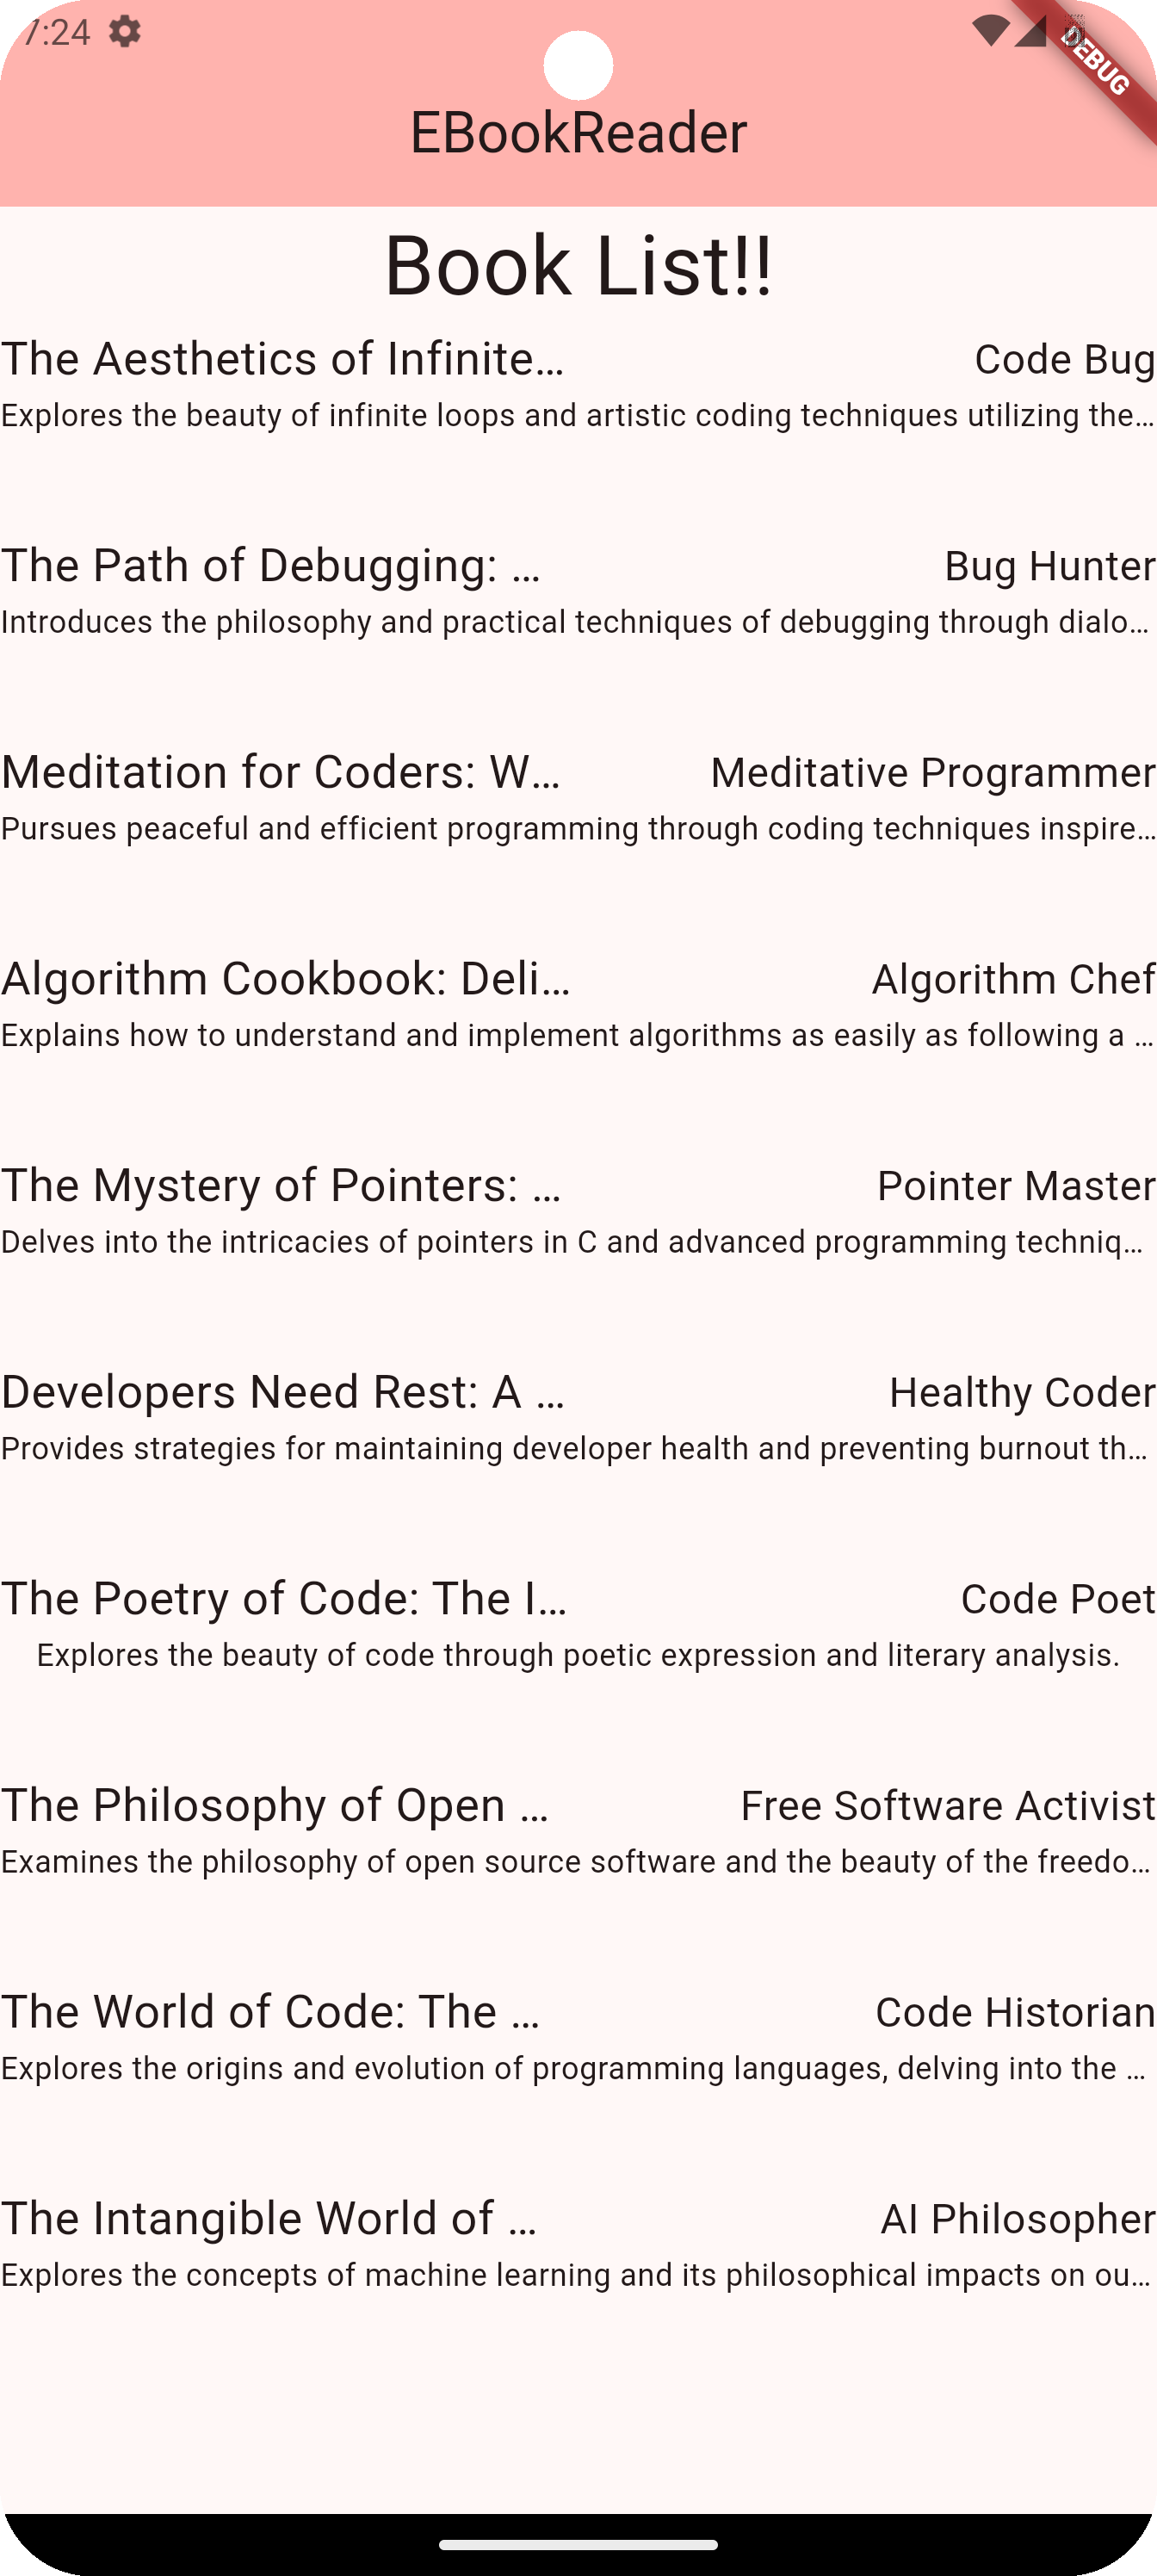 7:24
DEBUG
EBookReader
Book List!!
The Aesthetics of Infinite... Code Bug
Explores the beauty of infinite loops and artistic coding techniques utilizing the...
The Path of Debugging: ... Bug Hunter
Introduces the philosophy and practical techniques of debugging through dialo...
Meditation for Coders: W... Meditative Programmer
Pursues peaceful and efficient programming through coding techniques inspire...
Algorithm Cookbook: Deli... Algorithm Chef
Explains how to understand and implement algorithms as easily as following a ...
The Mystery of Pointers: ... Pointer Master
Delves into the intricacies of pointers in C and advanced programming techniq...
Developers Need Rest: A ... Healthy Coder
Provides strategies for maintaining developer health and preventing burnout th...
The Poetry of Code: The I... Code Poet
Explores the beauty of code through poetic expression and literary analysis.
The Philosophy of Open ... Free Software Activist
Examines the philosophy of open source software and the beauty of the freedo...
The World of Code: The ... Code Historian
Explores the origins and evolution of programming languages, delving into the ...
The Intangible World of ... AI Philosopher
Explores the concepts of machine learning and its philosophical impacts on ou...